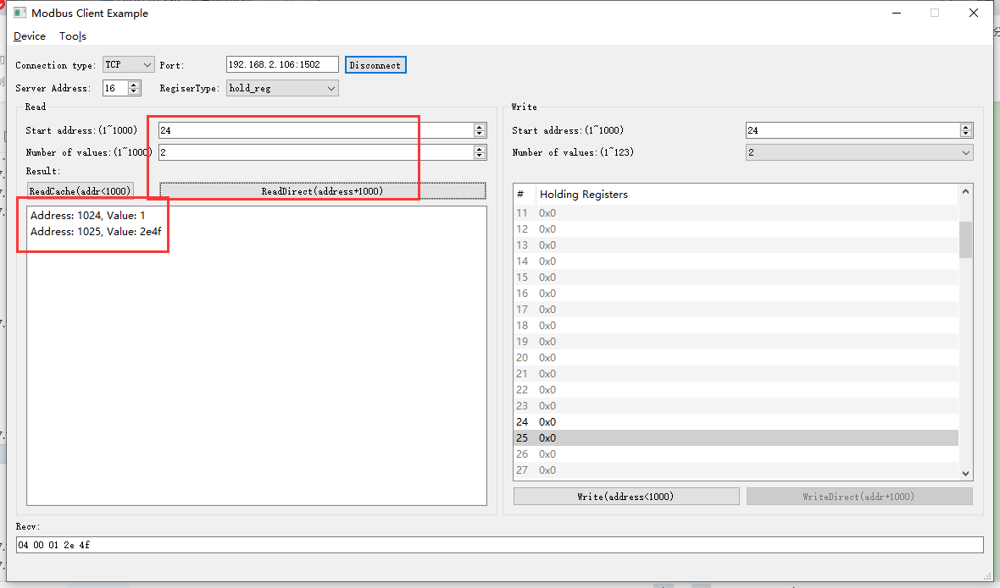 Modbus Client Example
Device Tools
Connection type: TCP Port: 192.168.2.106:1502 Disconnect
Server Address: 16 RegiserType: hold_reg
Read
Start address:(1~1000) 24
Number of values:(1~1000) 2
Result:
ReadCache(addr<1000) ReadDirect(address+1000)
Address: 1024, Value: 1
Address: 1025, Value: 2e4f
Write
Start address:(1~1000) 24
Number of values:(1~123) 2
# Holding Registers
11 0x0
12 0x0
13 0x0
14 0x0
15 0x0
16 0x0
17 0x0
18 0x0
19 0x0
20 0x0
21 0x0
22 0x0
23 0x0
24 0x0
25 0x0
26 0x0
27 0x0
Write(address<1000) WriteDirect(addr+1000)
Recv:
04 00 01 2e 4f